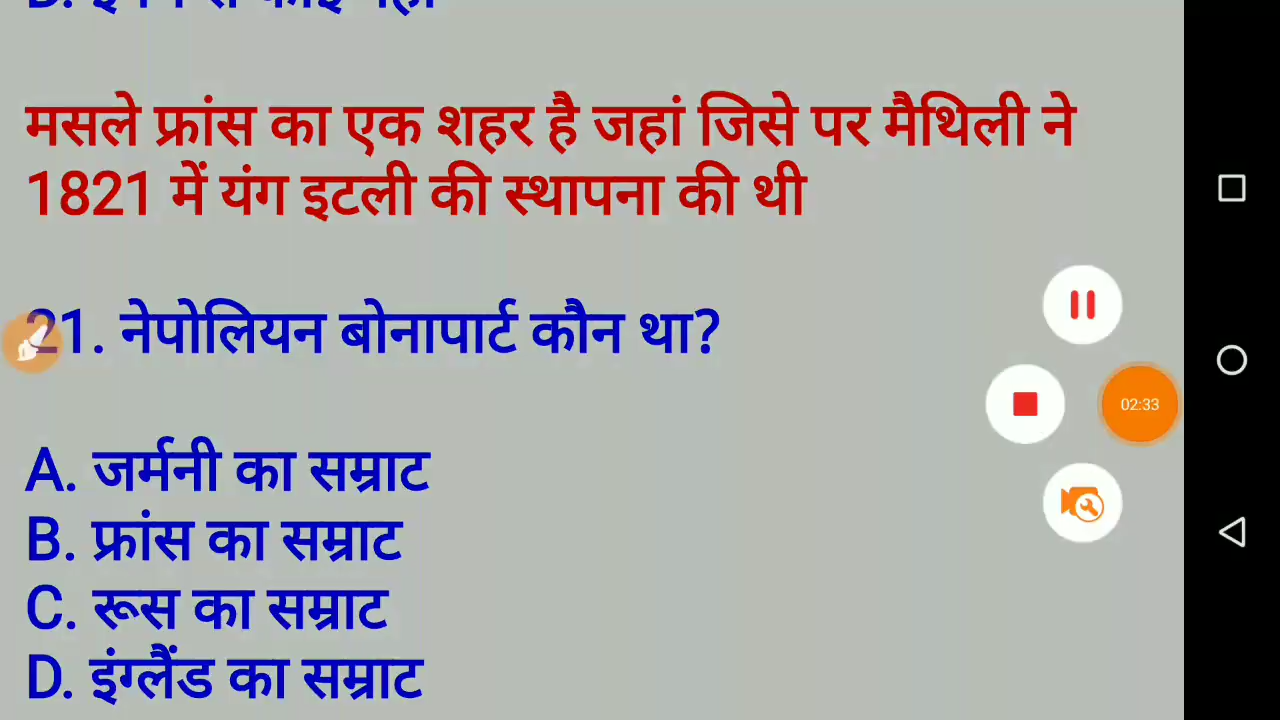 मसले फ्रांस का एक शहर है जहां जिसे पर मैथिली ने
1821 में यंग इटली की स्थापना की थी
21. नेपोलियन बोनापार्ट कौन था?
A. जर्मनी का सम्राट
B. फ्रांस का सम्राट
C. रूस का सम्राट
D. इंग्लैंड का सम्राट
02:33